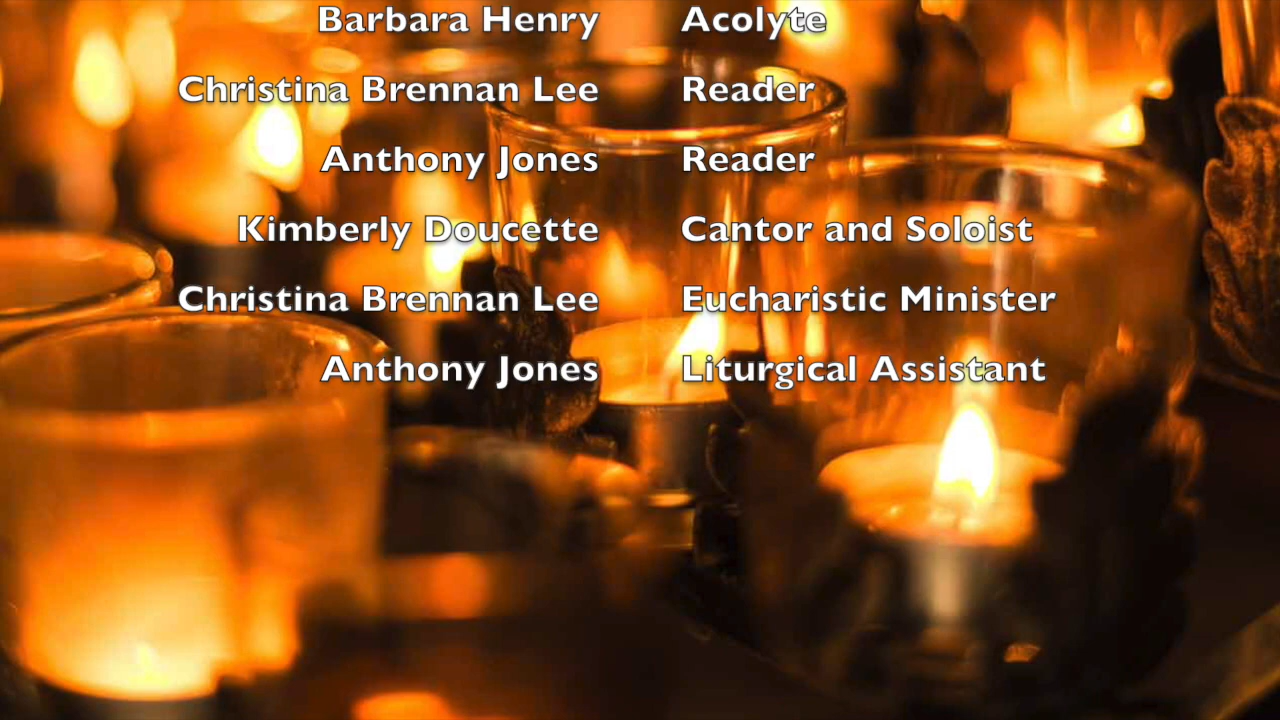 Barbara Henry Acolyte
Christina Brennan Lee Reader
Anthony Jones Reader
Kimberly Doucette Cantor and Soloist
Christina Brennan Lee Eucharistic Minister
Anthony Jones Liturgical Assistant